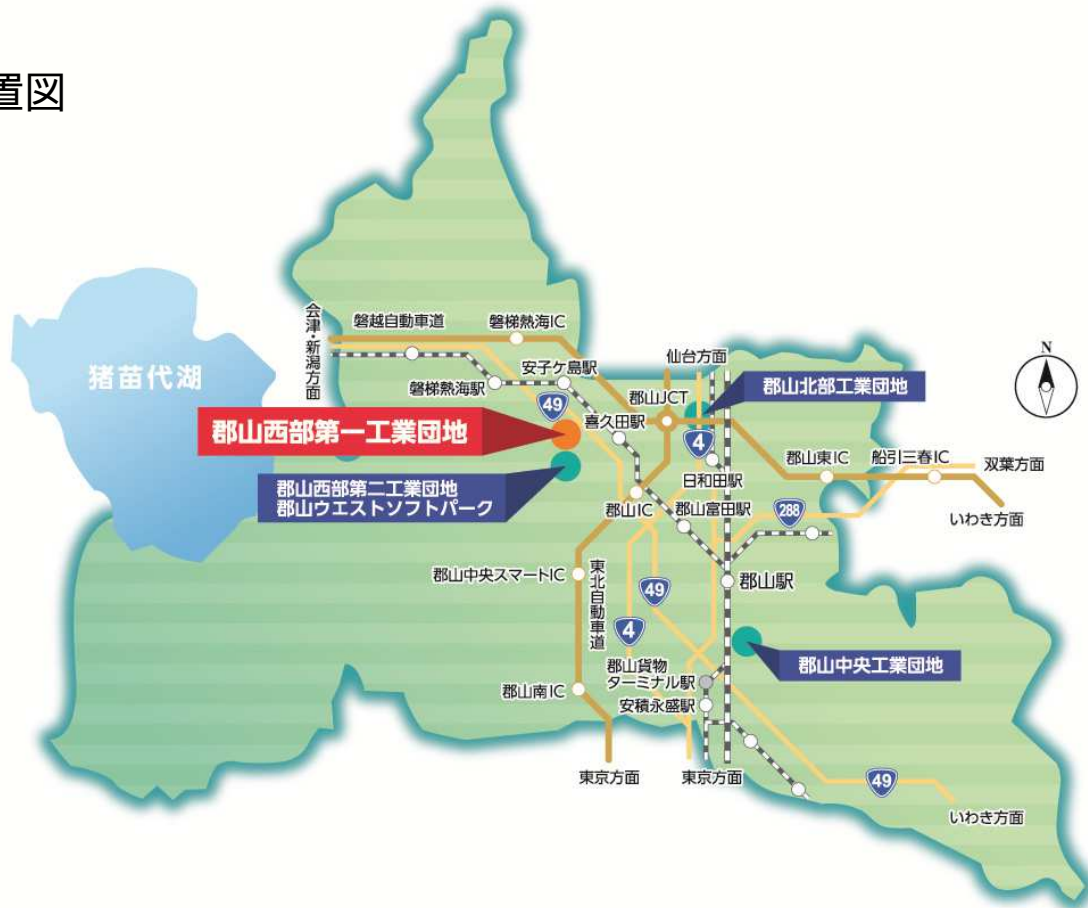 置図
N
会津・新潟方面
磐越自動車道
磐梯熱海IC
猪苗代湖
磐梯熱海駅
安子ケ島駅
仙台方面
郡山JCT
郡山北部工業団地
49
喜久田駅
4
郡山西部第一工業団地
日和田駅
郡山東IC
船引三春IC
双葉方面
郡山西部第二工業団地
郡山ウエストソフトパーク
郡山IC
郡山富田駅
288
いわき方面
郡山中央スマートIC
東北自動車道
49
郡山駅
4
郡山貨物
ターミナル駅
郡山中央工業団地
郡山南IC
安積永盛駅
東京方面
東京方面
49
いわき方面